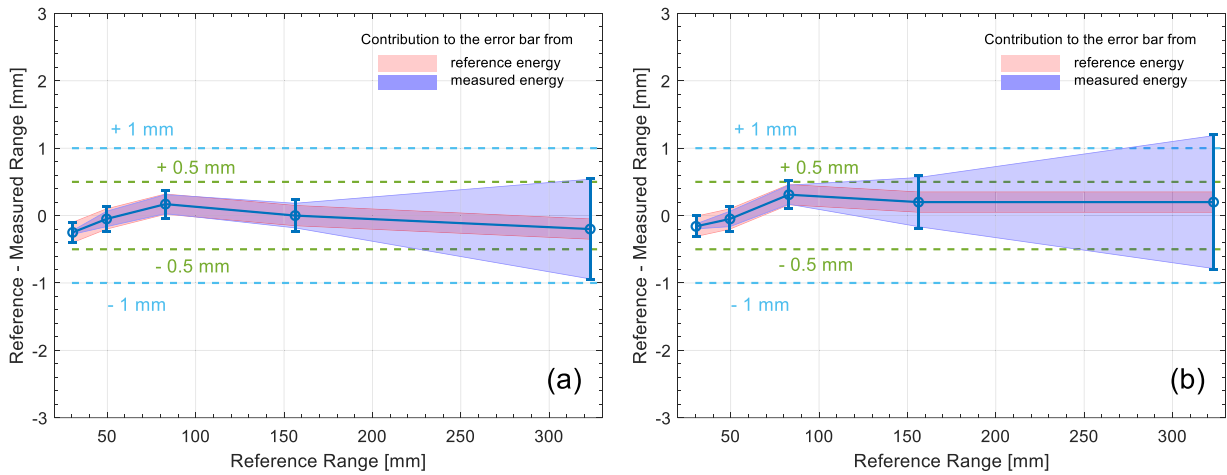 3
2
1
0
-1
-2
-3
Reference - Measured Range [mm]
Contribution to the error bar from
reference energy
measured energy
+ 1 mm
+ 0.5 mm
- 0.5 mm
- 1 mm
(a)
50
100
150
200
250
300
Reference Range [mm]
3
2
1
0
-1
-2
-3
Reference - Measured Range [mm]
Contribution to the error bar from
reference energy
measured energy
+ 1 mm
+ 0.5 mm
- 0.5 mm
- 1 mm
(b)
50
100
150
200
250
300
Reference Range [mm]